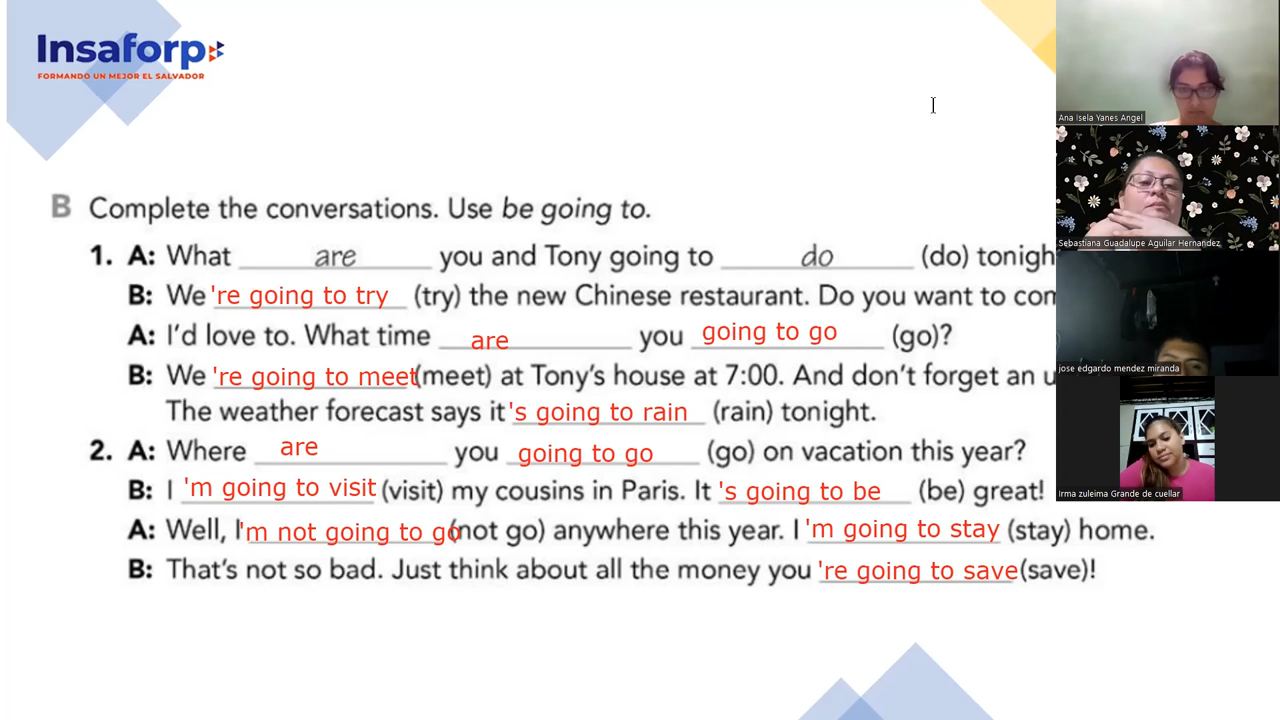 Insaforp
FORMANDO UN MEJOR EL SALVADOR
B Complete the conversations. Use be going to.
1. A: What are you and Tony going to do (do) tonigh
B: We 're going to try (try) the new Chinese restaurant. Do you want to com
A: I'd love to. What time are you going to go (go)?
B: We 're going to meet (meet) at Tony's house at 7:00. And don't forget an u
The weather forecast says it 's going to rain (rain) tonight.
2. A: Where are you going to go (go) on vacation this year?
B: I 'm going to visit (visit) my cousins in Paris. It 's going to be (be) great!
A: Well, I 'm not going to go (not go) anywhere this year. I 'm going to stay (stay) home.
B: That's not so bad. Just think about all the money you 're going to save (save)!
Ana Isela Yanes Angel
Sebastiana Guadalupe Aguilar Hernandez
jose edgardo mendez miranda
Irma zuleima Grande de cuellar